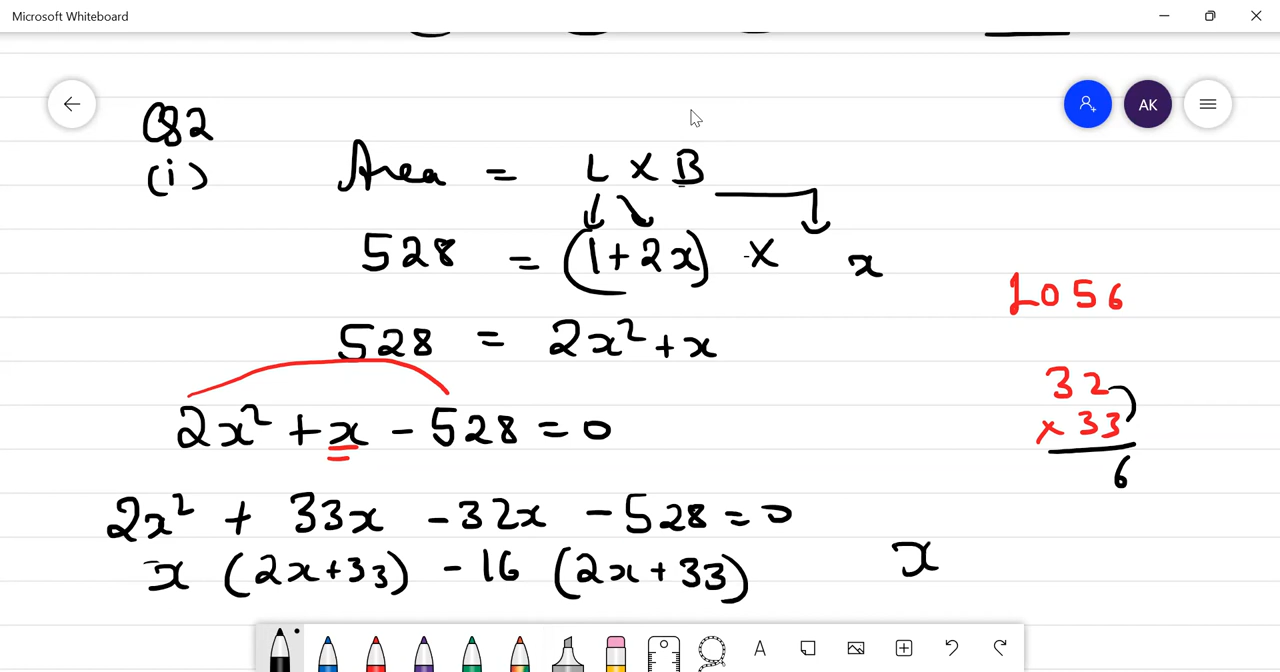 Microsoft Whiteboard
AK
Q2
(i) Area = L X B
528 = (1 + 2x) X x
528 = 2x² + x
2x² + x - 528 = 0
2x² + 33x - 32x - 528 = 0
x (2x + 33) - 16 (2x + 33)
x
1056
32
x 33
6
A